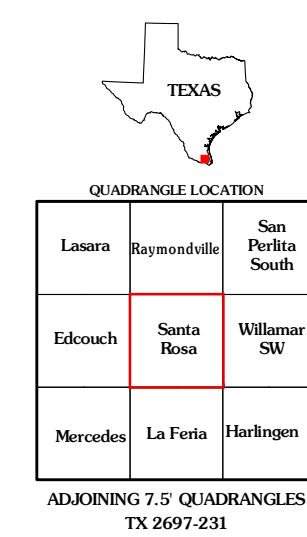 TEXAS
QUADRANGLE LOCATION
Lasara
Raymondville
San
Perlita
South
Edcouch
Santa
Rosa
Willamar
SW
Mercedes
La Feria
Harlingen
ADJOINING 7.5' QUADRANGLES
TX 2697-231